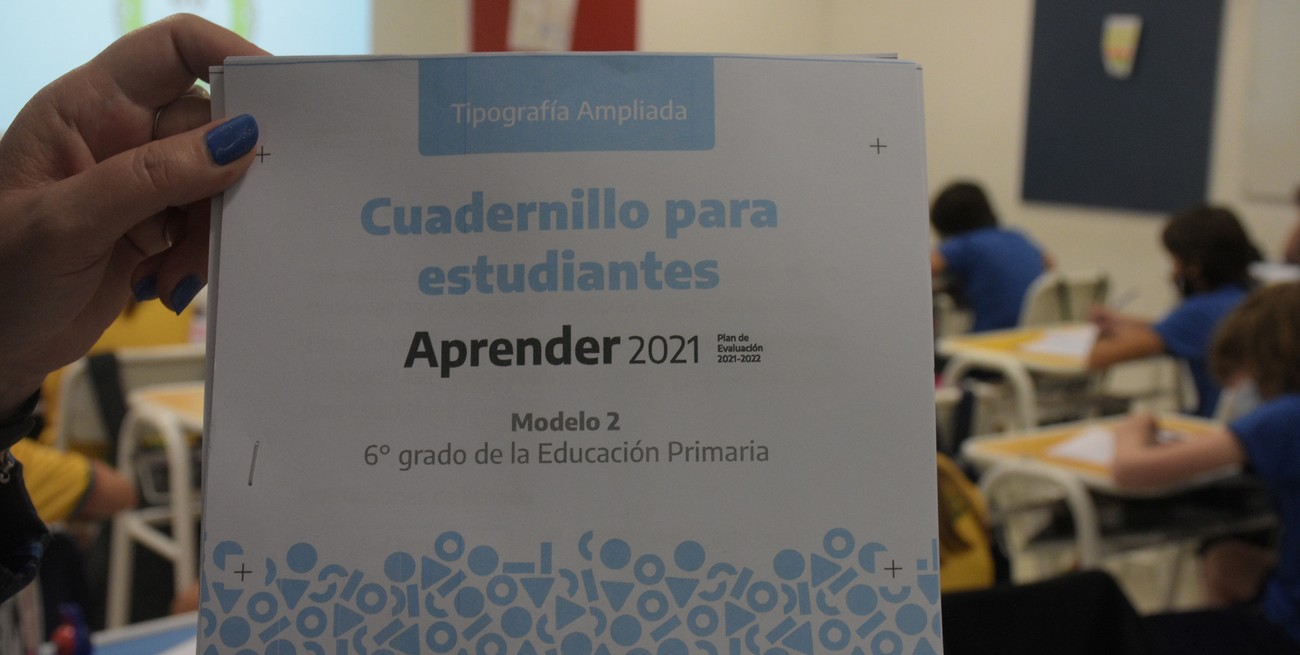 Tipografía Ampliada
Cuadernillo para
estudiantes
Aprender 2021
Plan de
Evaluación
2021-2022
Modelo 2
6° grado de la Educación Primaria